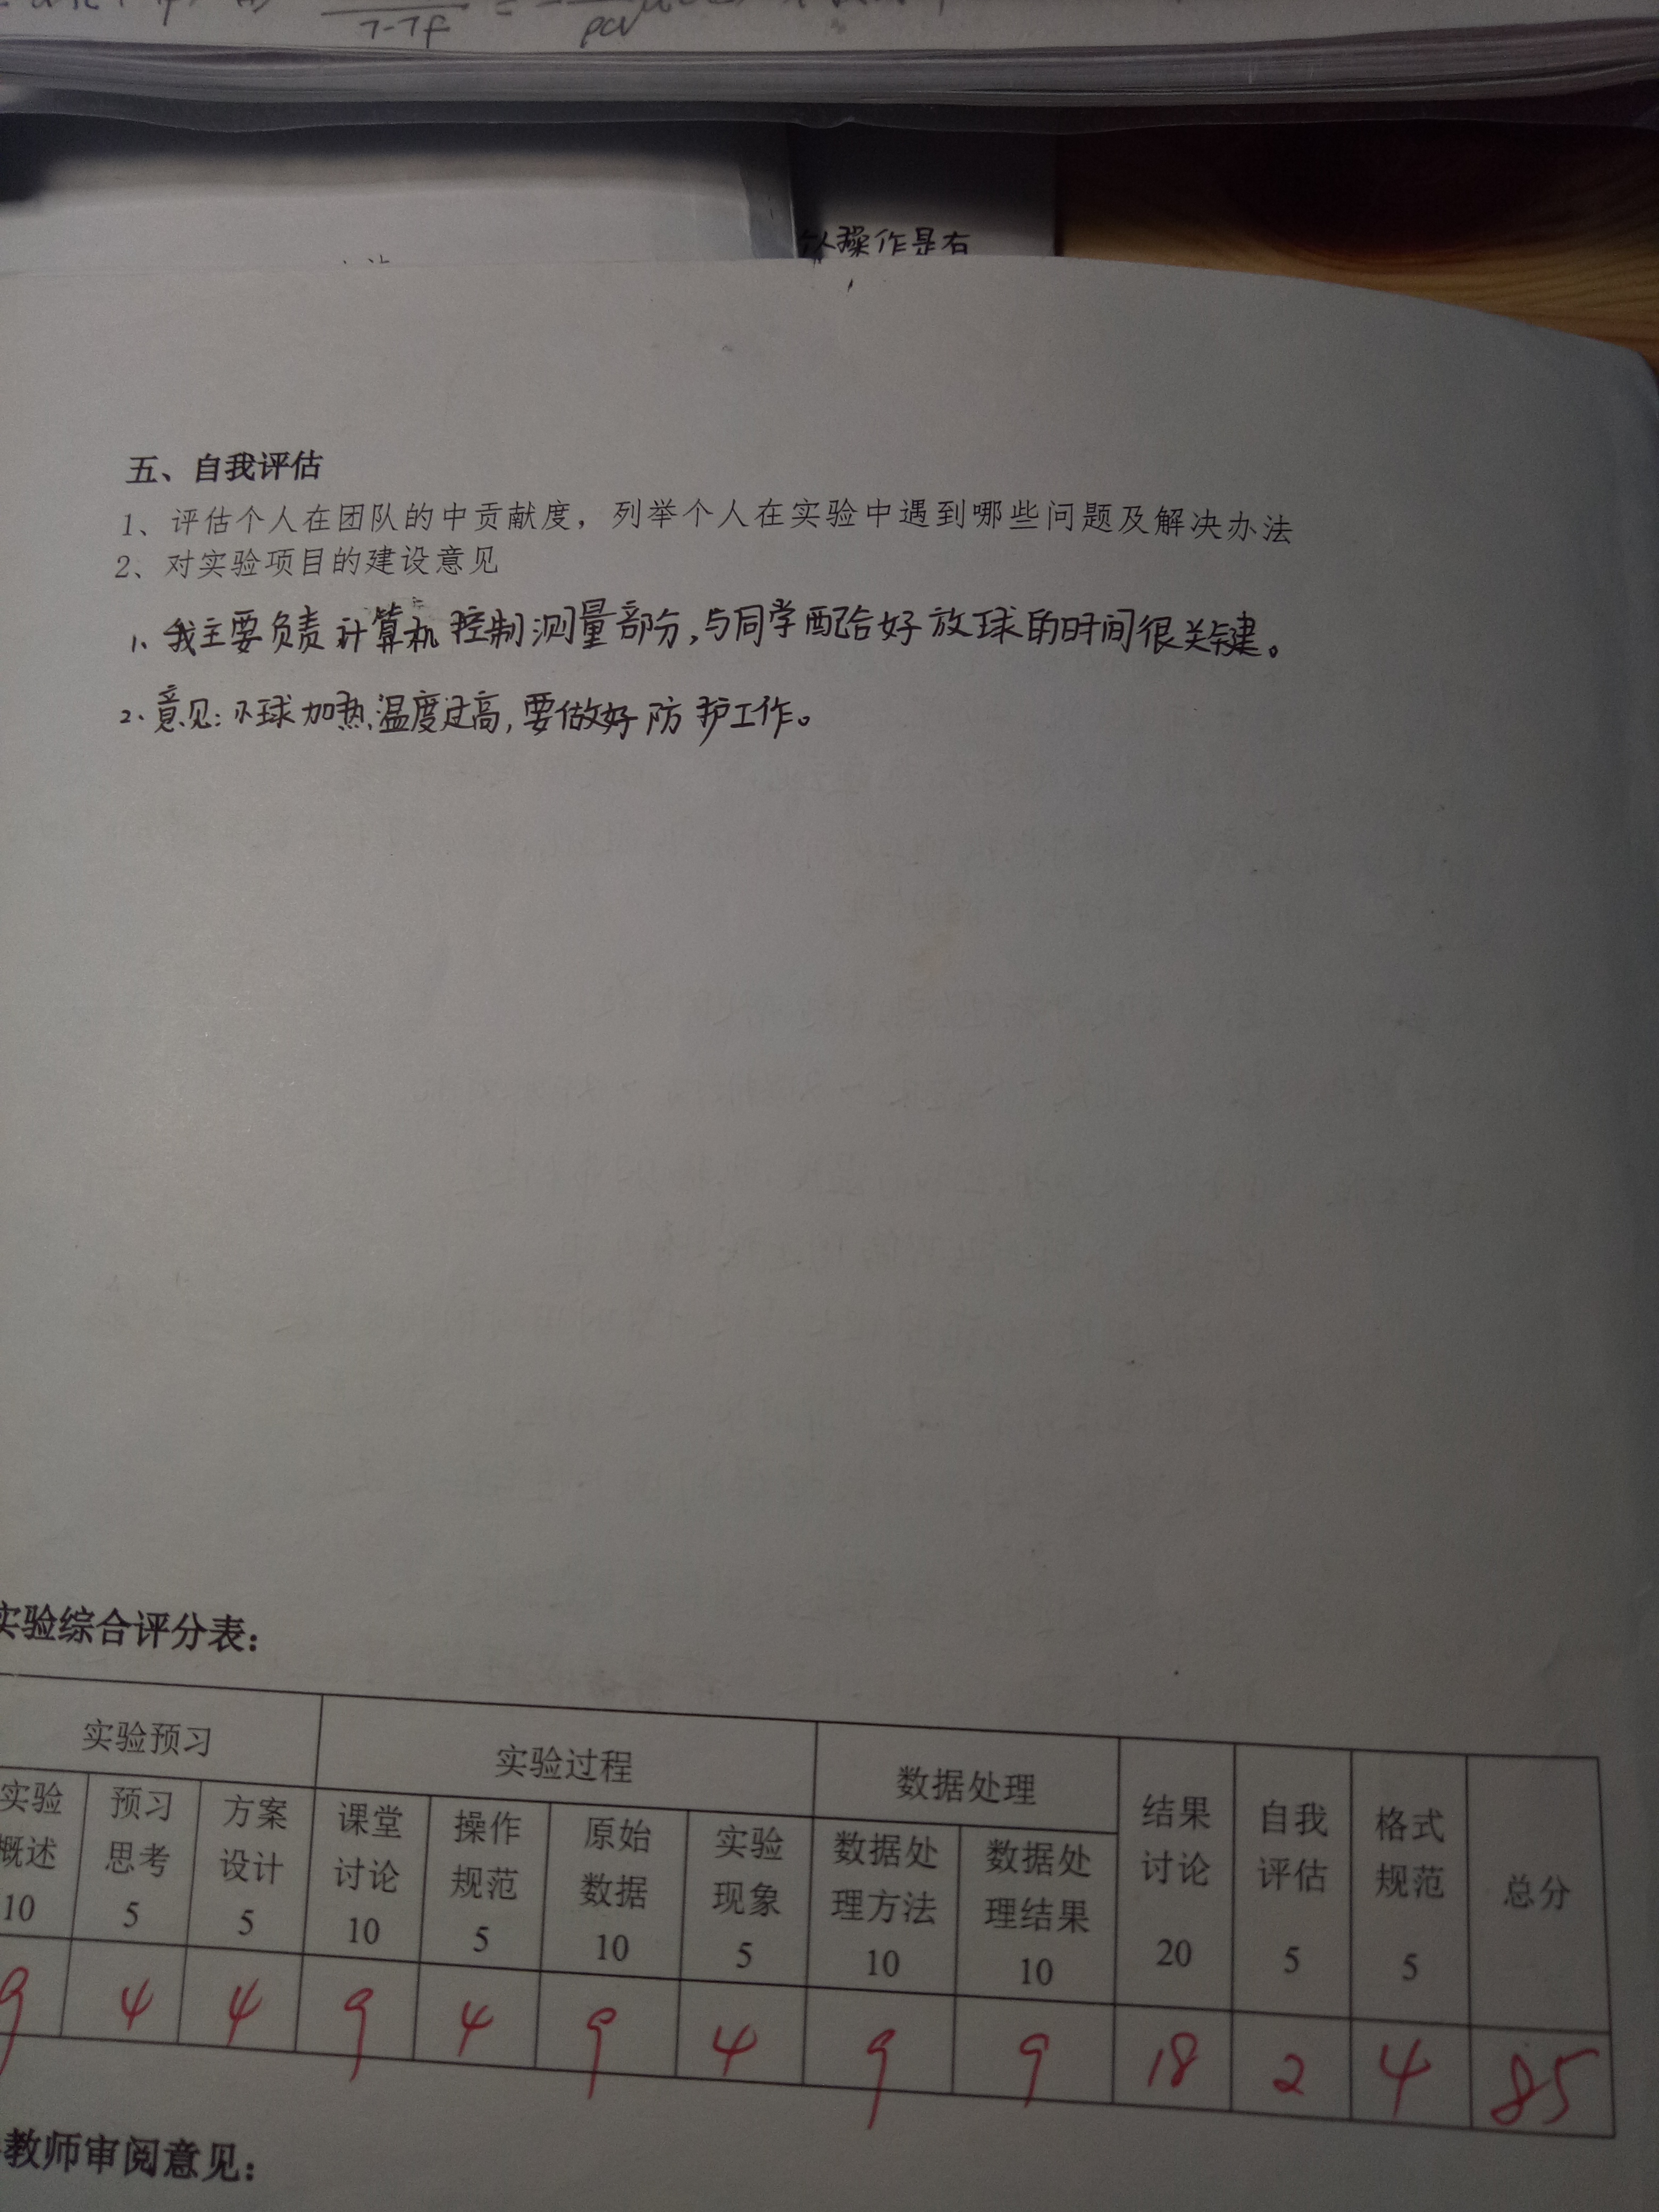 7-7f
个人操作是右
五、自我评估
1、评估个人在团队的中贡献度，列举个人在实验中遇到哪些问题及解决办法
2、对实验项目的建设意见
1、我主要负责计算机控制测量部分，与同学配合好放球的时间很关键。
2.意见：小球加热温度过高，要做好防护工作。
实验综合评分表：
实验预习 实验过程 数据处理 结果讨论 20 自我评估 5 格式规范 5 总分
实验概述 10 预习思考 5 方案设计 5 课堂讨论 10 操作规范 5 原始数据 10 实验现象 5 数据处理方法 10 数据处理结果 10
9 4 4 9 4 9 4 9 9 18 2 4 85
教师审阅意见：